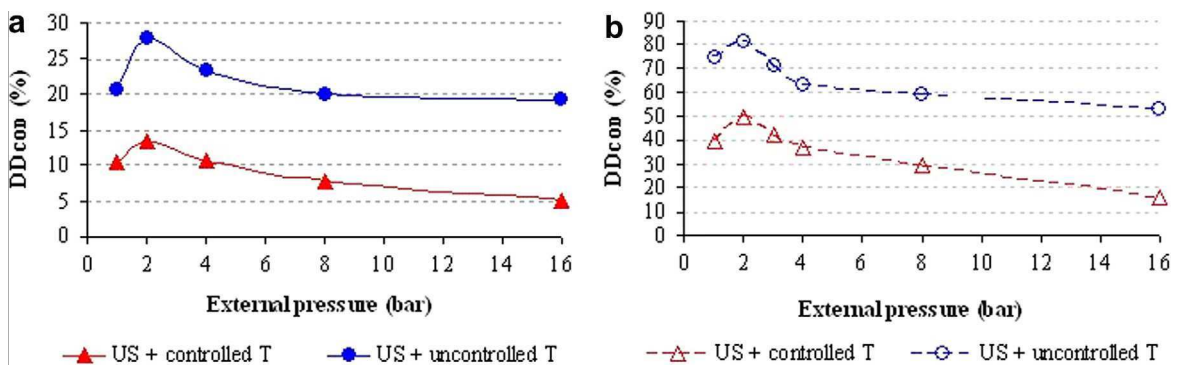 a
DDcon (%)
30
25
20
15
10
5
0
0 2 4 6 8 10 12 14 16
External pressure (bar)
US + controlled T US + uncontrolled T
b
DDcon (%)
90
80
70
60
50
40
30
20
10
0
0 2 4 6 8 10 12 14 16
External pressure (bar)
US + controlled T US + uncontrolled T